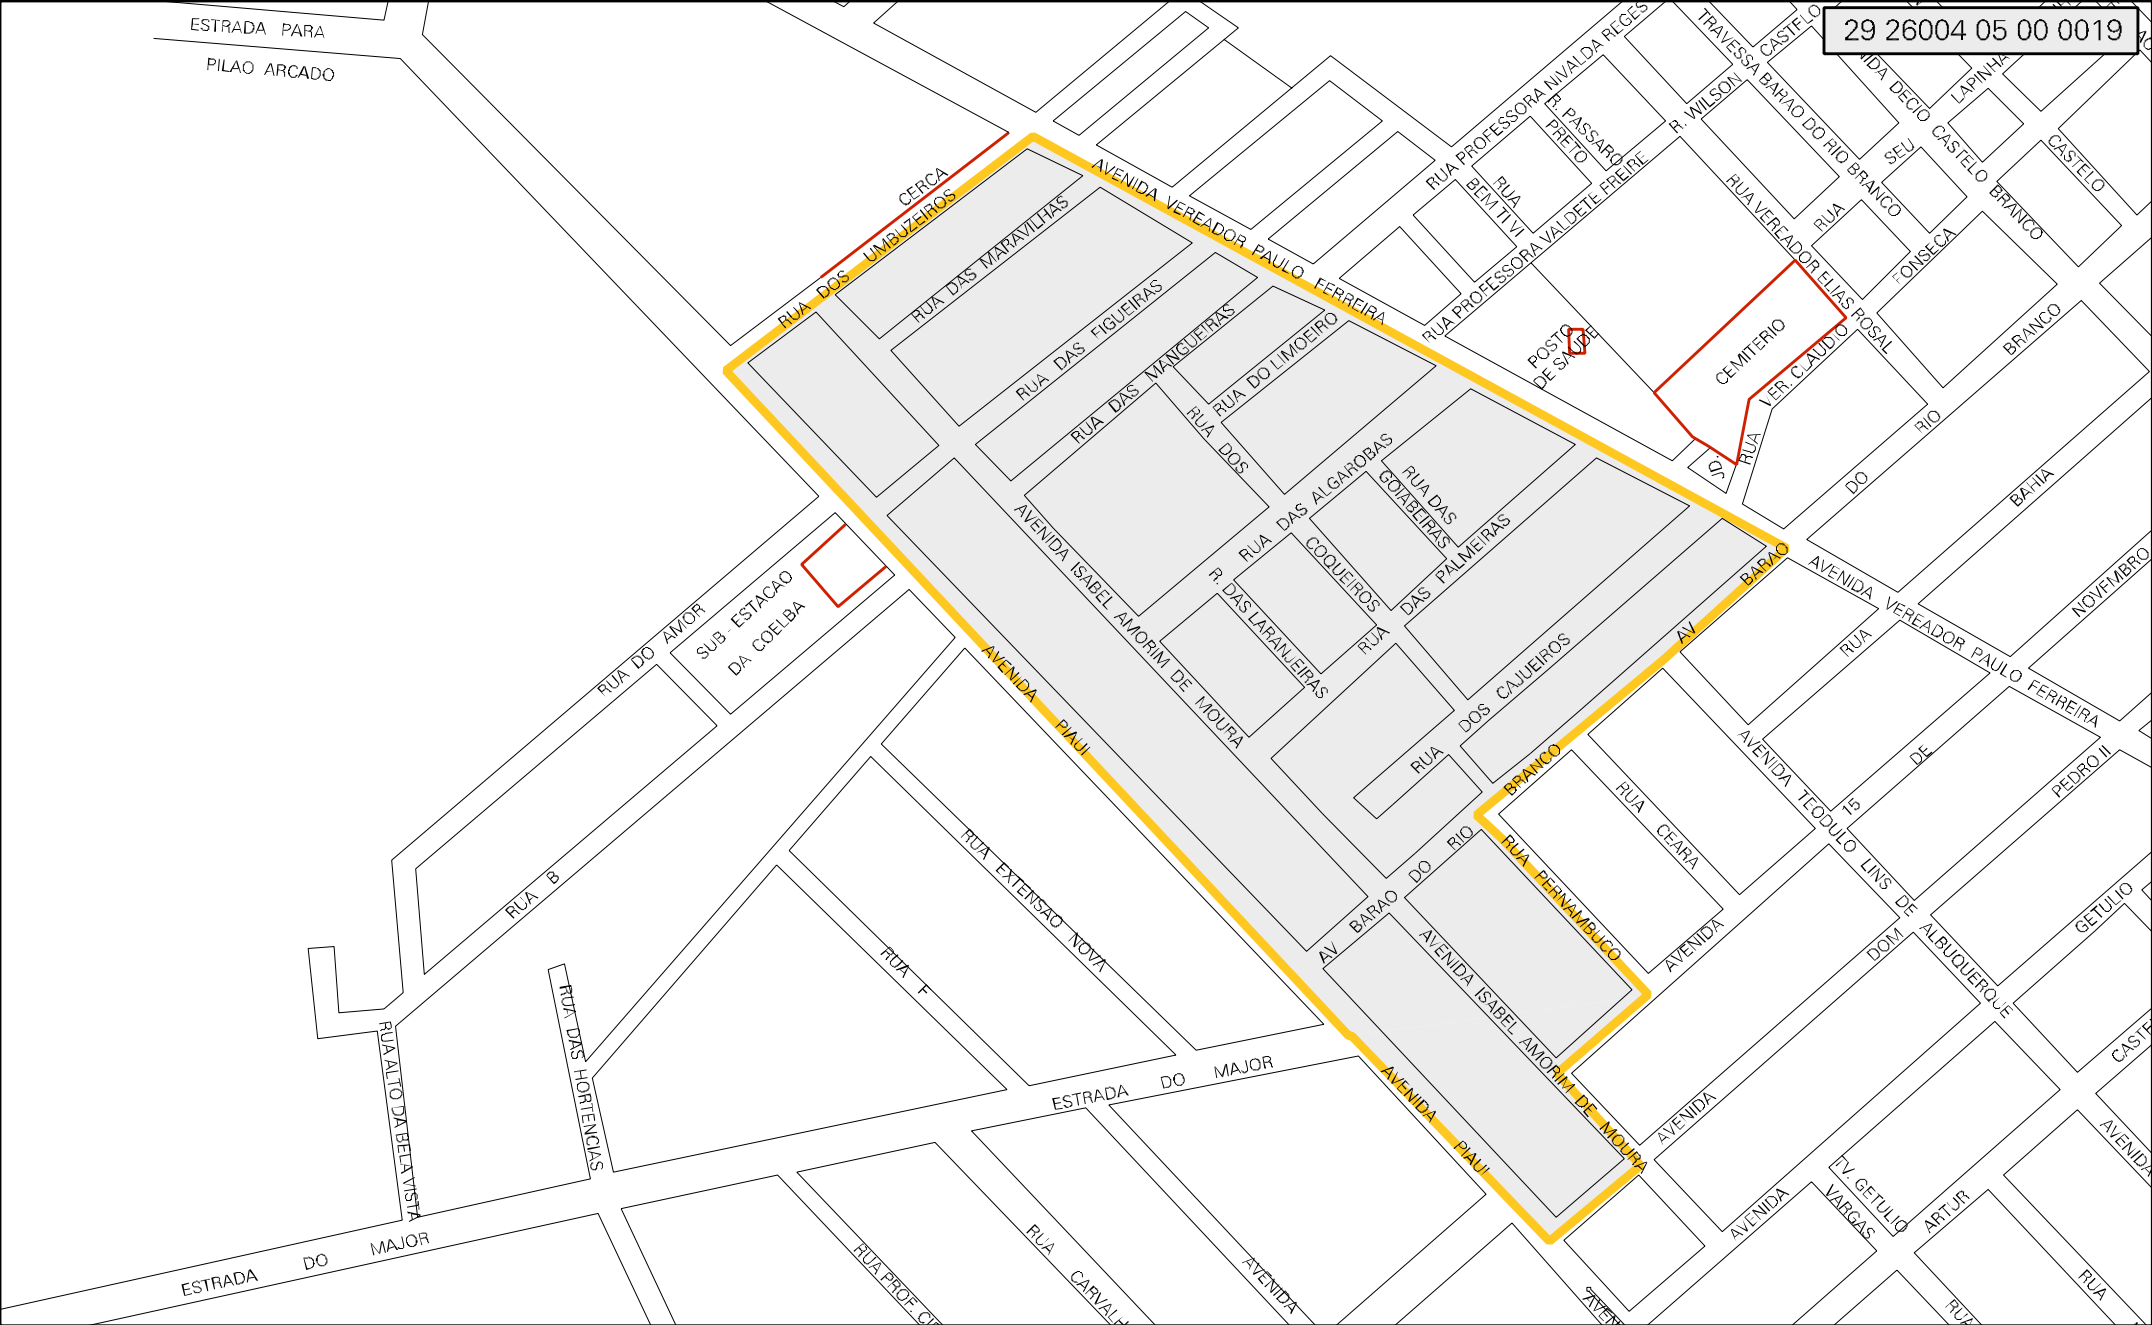 29 26004 05 00 0019
ESTRADA PARA
PILAO ARCADO
CERCA
RUA DOS UMBUZEIROS
RUA DAS MARAVILHAS
RUA DAS FIGUEIRAS
RUA DAS MANGUEIRAS
RUA DO LIMOEIRO
AVENIDA VEREADOR PAULO FERREIRA
RUA PROFESSORA NIVALDA REGES
R. PASSARO
PRETO
RUA
BEM TI VI
RUA PROFESSORA VALDETE FREIRE
R. WILSON
CASTELO
TRAVESSA BARAO DO RIO BRANCO
DECIO CASTELO BRANCO
LAPINHA
SEU
CASTELO
RUA
FONSECA
RUA VEREADOR ELIAS ROSAL
POSTO
DE SAUDE
CEMITERIO
RUA VER. CLAUDIO
JD.
DO RIO BRANCO
BAHIA
NOVEMBRO
RUA DOS
COQUEIROS
RUA DAS ALGAROBAS
RUA DAS
GOIABEIRAS
RUA DAS PALMEIRAS
R. DAS LARANJEIRAS
RUA DOS CAJUEIROS
AVENIDA ISABEL AMORIM DE MOURA
AV BARAO
BRANCO
AVENIDA VEREADOR PAULO FERREIRA
RUA
DE
15
PEDRO II
GETULIO
AVENIDA TEODULO LINS DE ALBUQUERQUE
RUA CEARA
RUA PERNAMBUCO
AV BARAO DO RIO
AVENIDA
DOM
AVENIDA
AVENIDA ISABEL AMORIM DE MOURA
AVENIDA PIAUI
AVENIDA PIAUI
SUB-ESTACAO
DA COELBA
RUA DO AMOR
RUA B
RUA EXTENSAO NOVA
RUA F
RUA DAS HORTENCIAS
RUA ALTO DA BELA VISTA
ESTRADA DO MAJOR
ESTRADA DO MAJOR
RUA PROF.
RUA
AVENIDA
AVENIDA
TV. GETULIO
VARGAS
ARTUR
AVENIDA
RUA
RUA